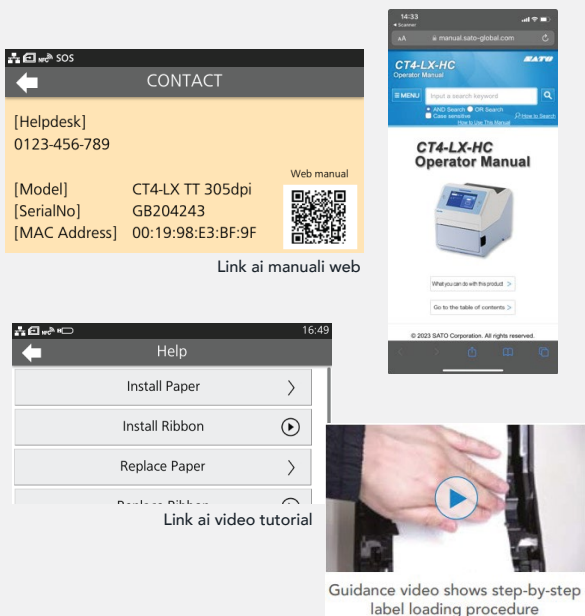 SOS
CONTACT
[Helpdesk]
0123-456-789
Web manual
[Model] CT4-LX TT 305dpi
[SerialNo] GB204243
[MAC Address] 00:19:98:E3:BF:9F
Link ai manuali web
14:33
◂ Scanner
AA manual.sato-global.com
CT4-LX-HC
SATO
Operator Manual
MENU Input a search keyword
AND Search OR Search
Case sensitive How to Search
How to Use This Manual
CT4-LX-HC
Operator Manual
What you can do with this product >
Go to the table of contents >
© 2023 SATO Corporation. All rights reserved.
16:49
Help
Install Paper
Install Ribbon
Replace Paper
Replace Ribbon
Link ai video tutorial
Guidance video shows step-by-step
label loading procedure